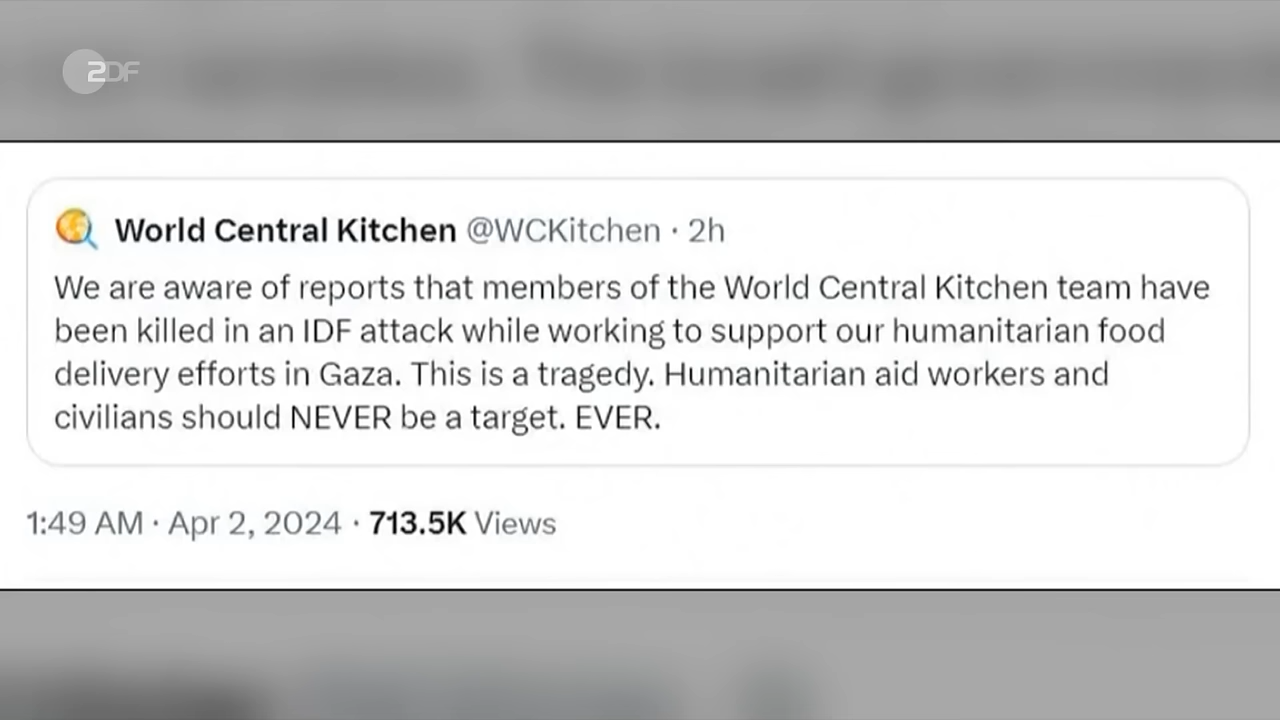 2DF
World Central Kitchen @WCKitchen · 2h
We are aware of reports that members of the World Central Kitchen team have
been killed in an IDF attack while working to support our humanitarian food
delivery efforts in Gaza. This is a tragedy. Humanitarian aid workers and
civilians should NEVER be a target. EVER.
1:49 AM · Apr 2, 2024 · 713.5K Views